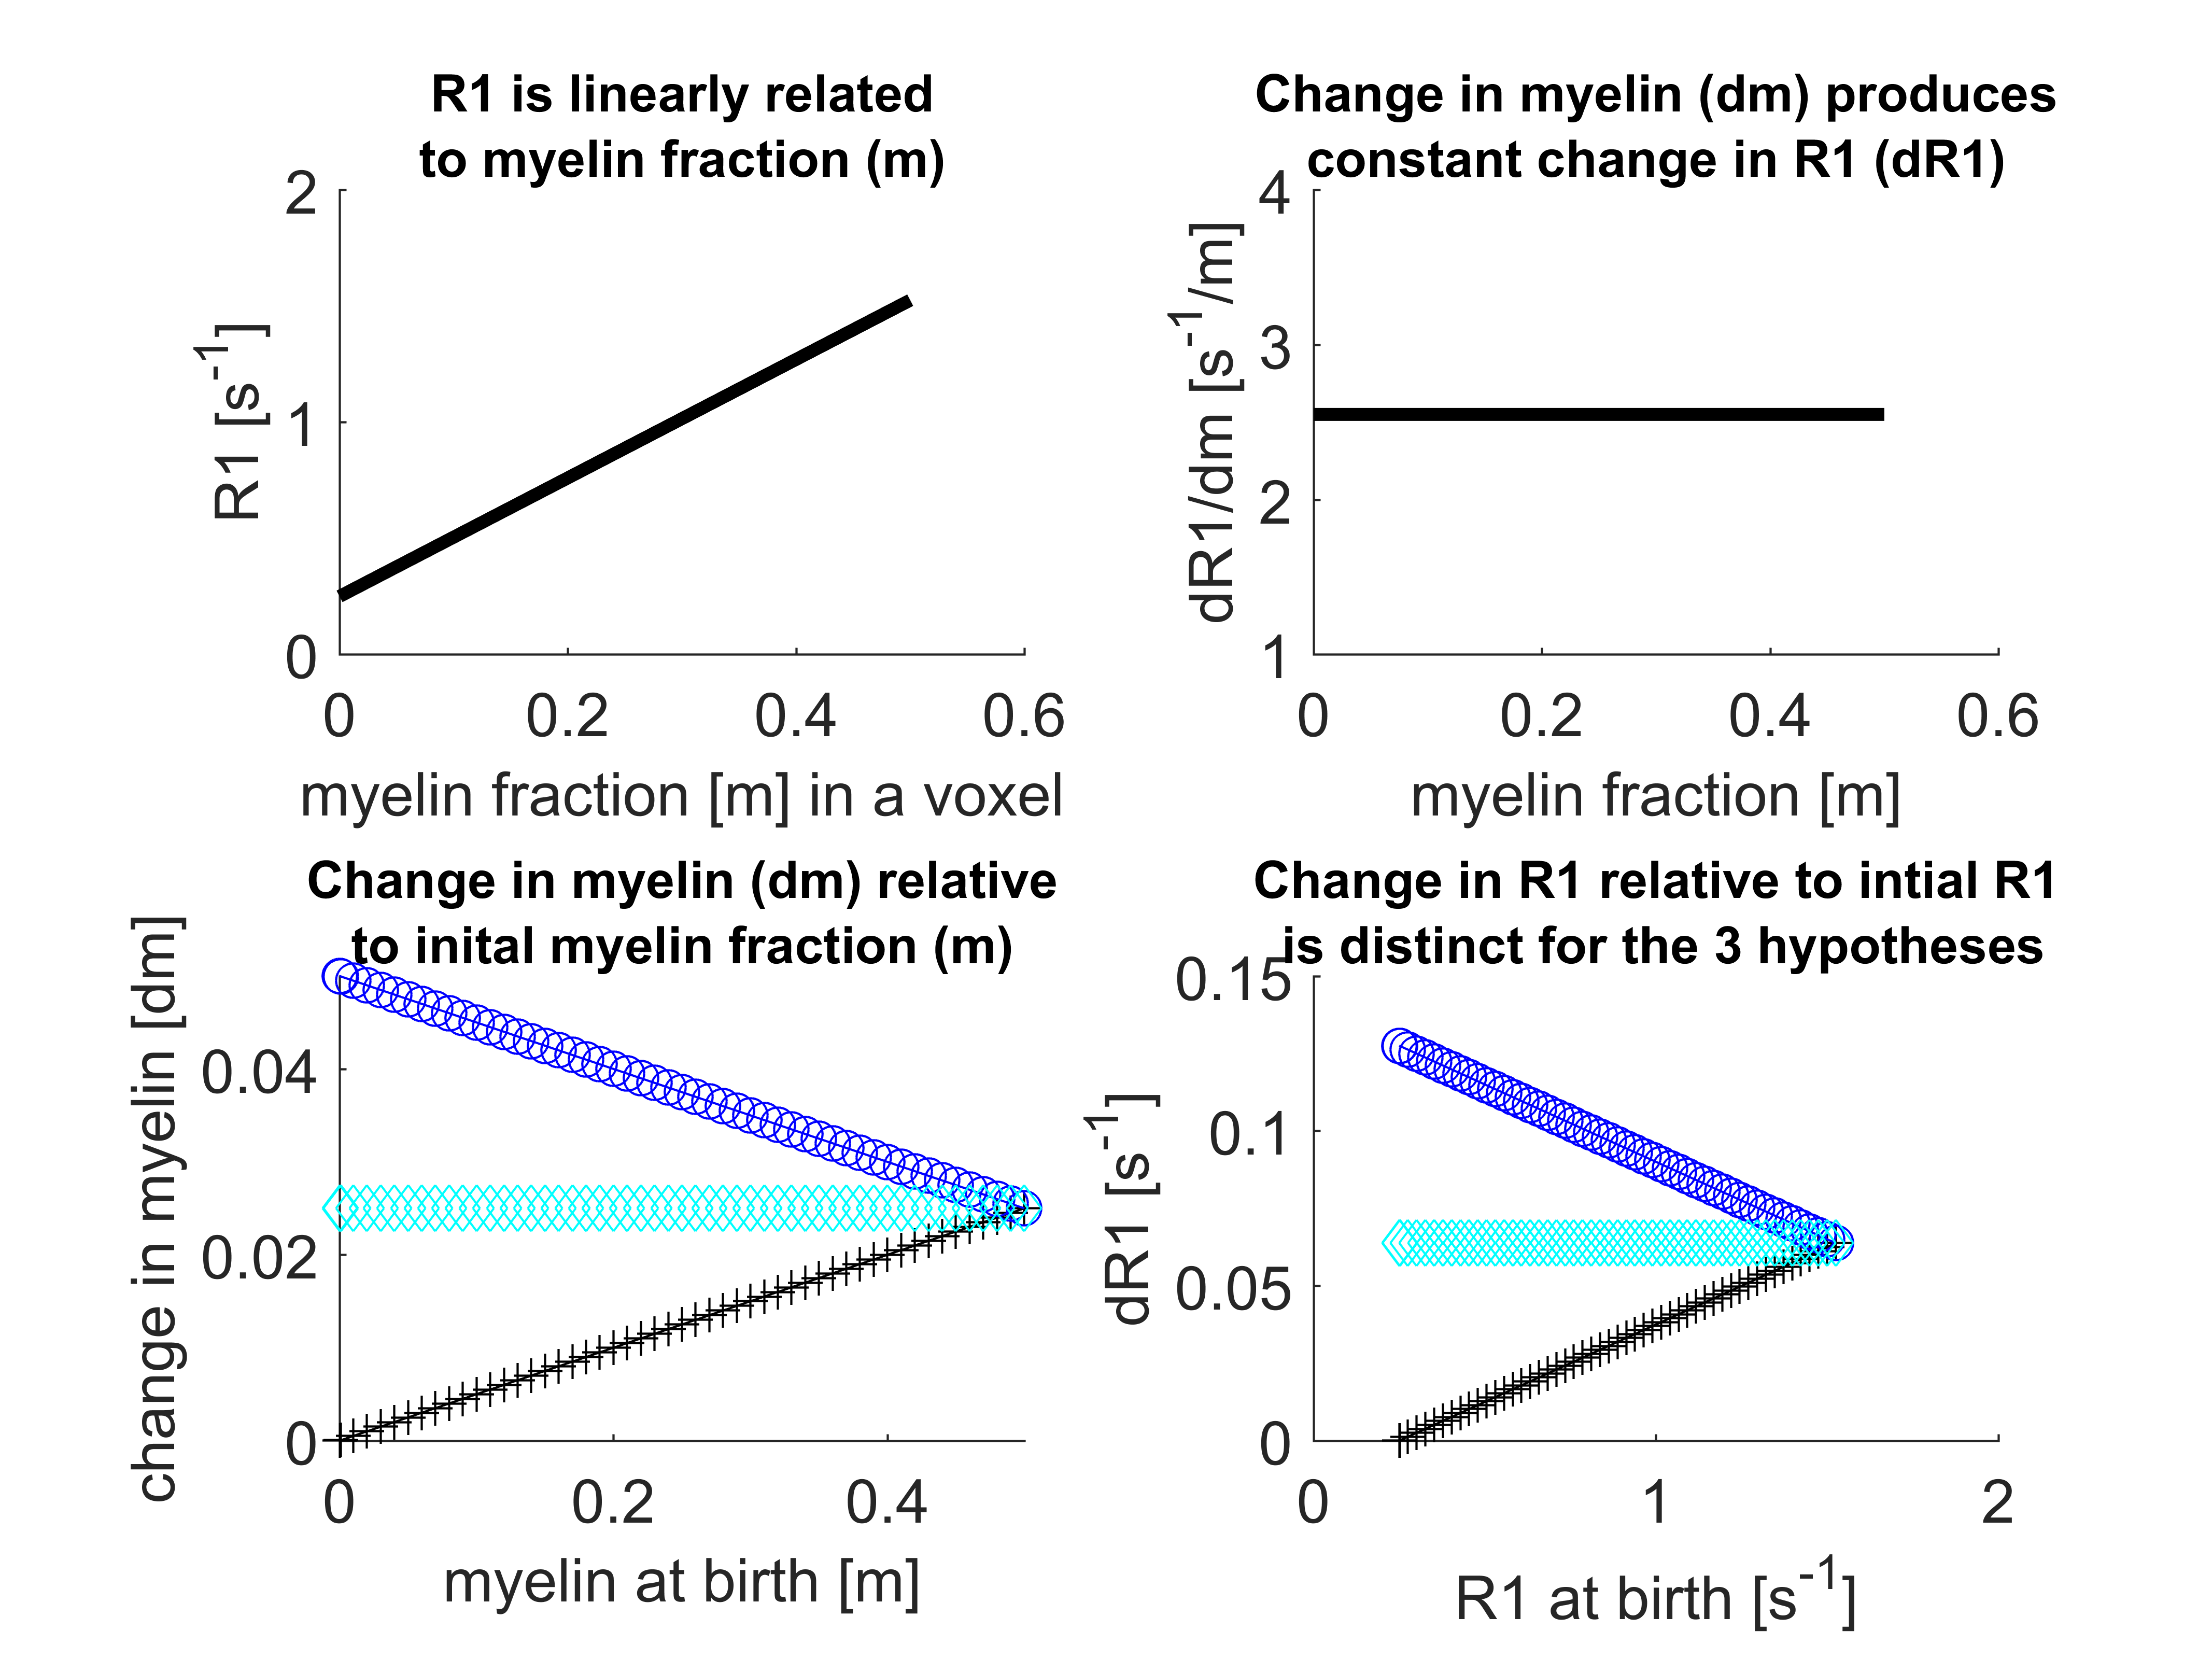 R1 is linearly related
to myelin fraction (m)
2
1
0
R1 [s-1]
0 0.2 0.4 0.6
myelin fraction [m] in a voxel
Change in myelin (dm) produces
constant change in R1 (dR1)
4
3
2
1
dR1/dm [s-1/m]
0 0.2 0.4 0.6
myelin fraction [m]
Change in myelin (dm) relative
to inital myelin fraction (m)
0.04
0.02
0
change in myelin [dm]
0 0.2 0.4
myelin at birth [m]
Change in R1 relative to intial R1
is distinct for the 3 hypotheses
0.15
0.1
0.05
0
dR1 [s-1]
0 1 2
R1 at birth [s-1]